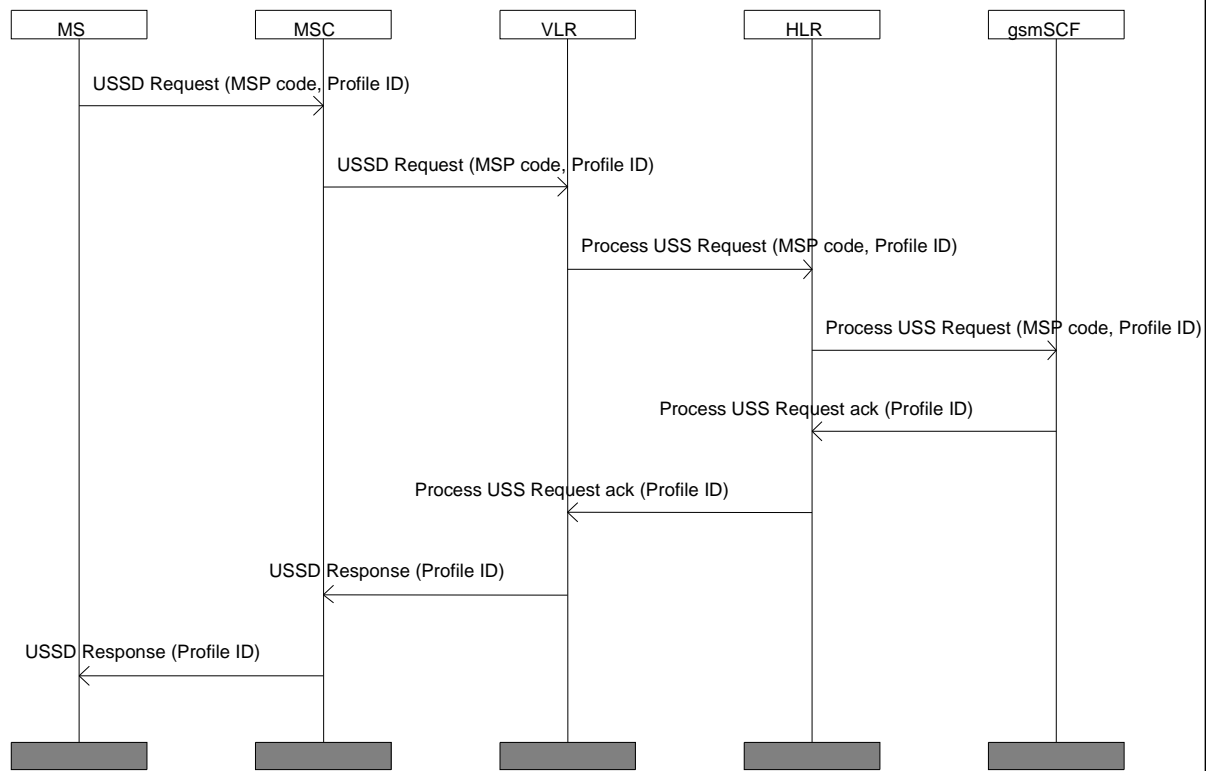 MS
MSC
VLR
HLR
gsmSCF
USSD Request (MSP code, Profile ID)
USSD Request (MSP code, Profile ID)
Process USS Request (MSP code, Profile ID)
Process USS Request (MSP code, Profile ID)
Process USS Request ack (Profile ID)
Process USS Request ack (Profile ID)
USSD Response (Profile ID)
USSD Response (Profile ID)